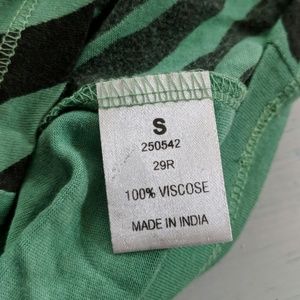 S
250542
29R
100% VISCOSE
MADE IN INDIA